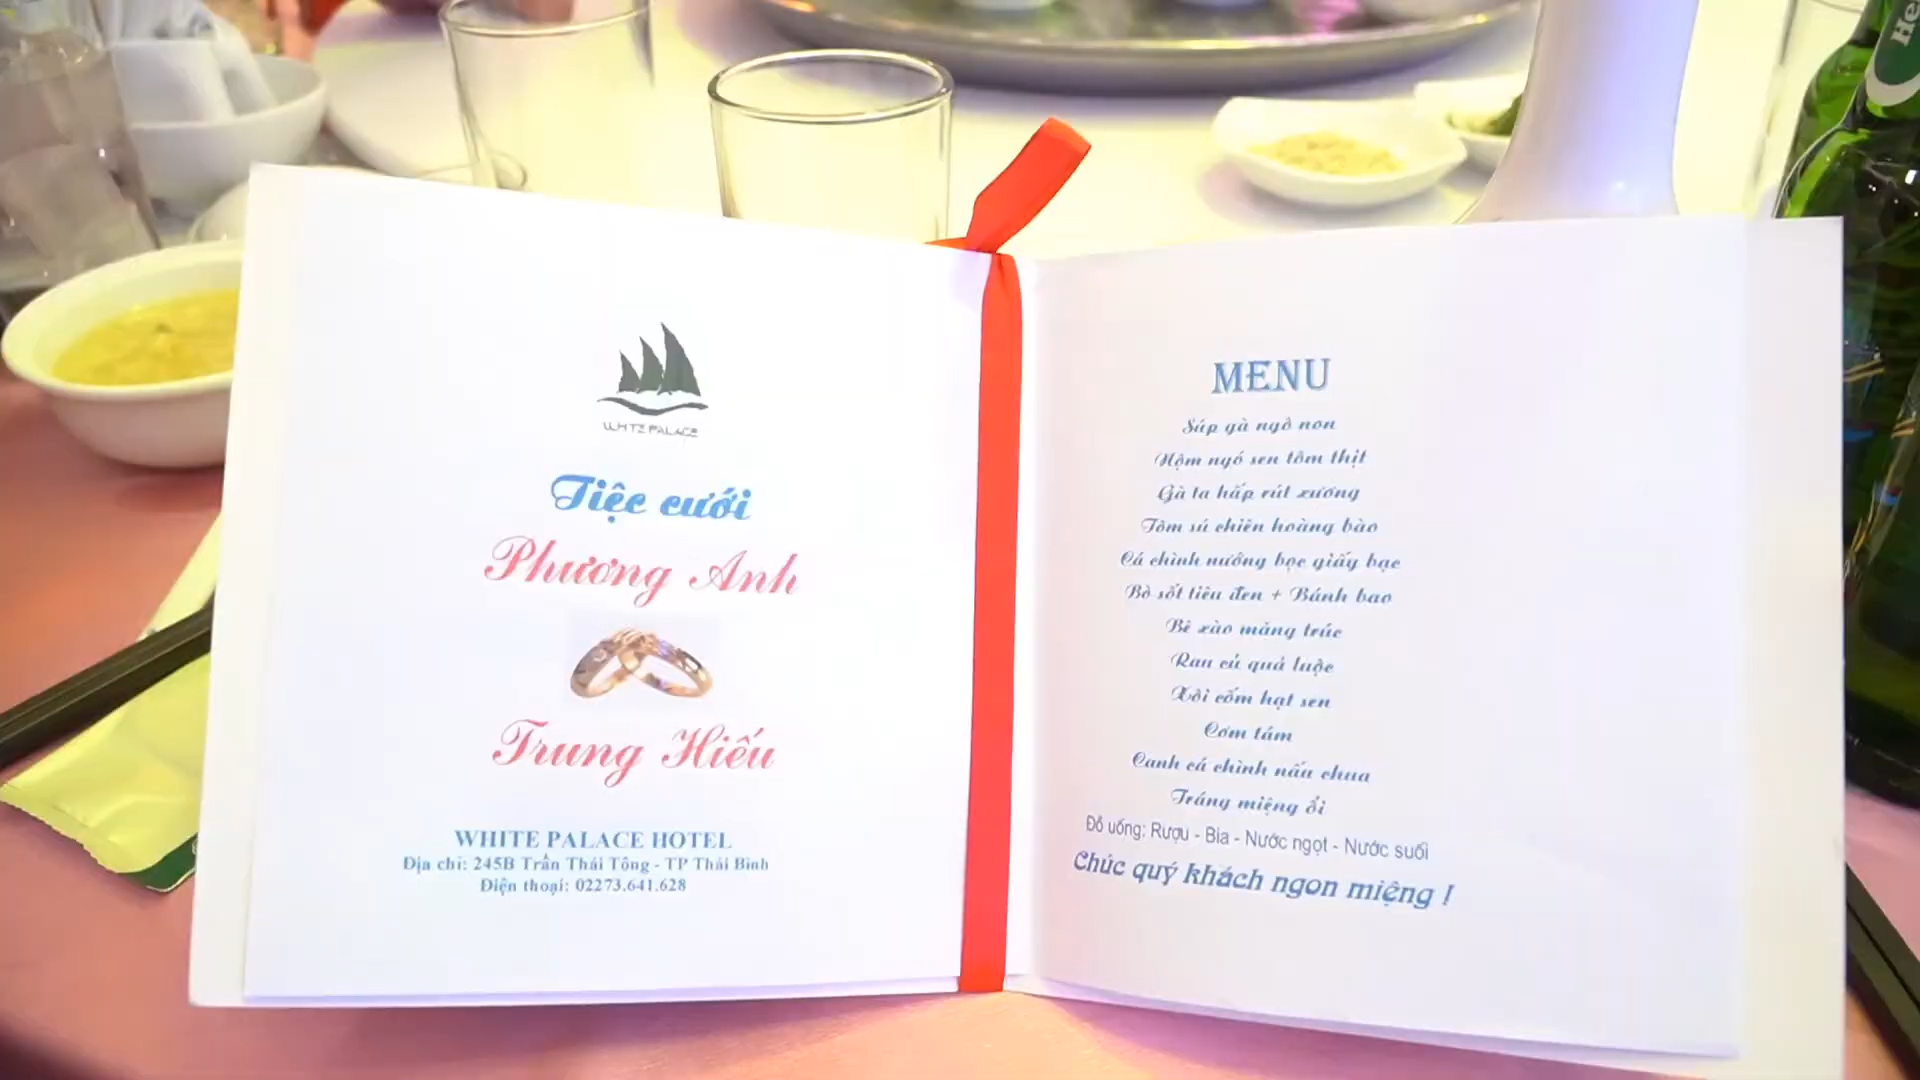 WHITE PALACE
Tiệc cưới
Phương Anh
Trung Hiếu
WHITE PALACE HOTEL
Địa chỉ: 245B Trần Thái Tông - TP Thái Bình
Điện thoại: 02273.641.628
MENU
Súp gà ngô non
Nộm ngó sen tôm thịt
Gà ta hấp rút xương
Tôm sú chiên hoàng bào
Cá chình nướng bọc giấy bạc
Bò sốt tiêu đen + Bánh bao
Bê xào măng trúc
Rau củ quả luộc
Xôi cốm hạt sen
Cơm tám
Canh cá chình nấu chua
Tráng miệng ổi
Đồ uống: Rượu - Bia - Nước ngọt - Nước suối
Chúc quý khách ngon miệng !
He